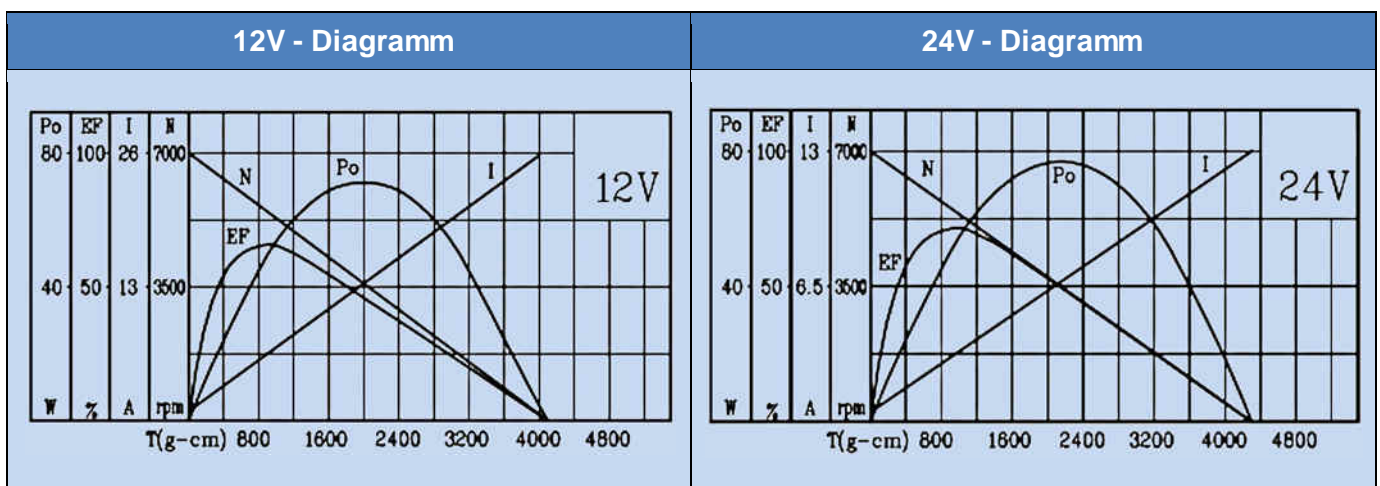 12V - Diagramm
24V - Diagramm
Po EF I N
80 100 26 7000
N Po I 12V
EF
40 50 13 3500
W % A rpm
T(g-cm) 800 1600 2400 3200 4000 4800
Po EF I N
80 100 13 7000
N Po I 24V
EF
40 50 6.5 3500
W % A rpm
T(g-cm) 800 1600 2400 3200 4000 4800